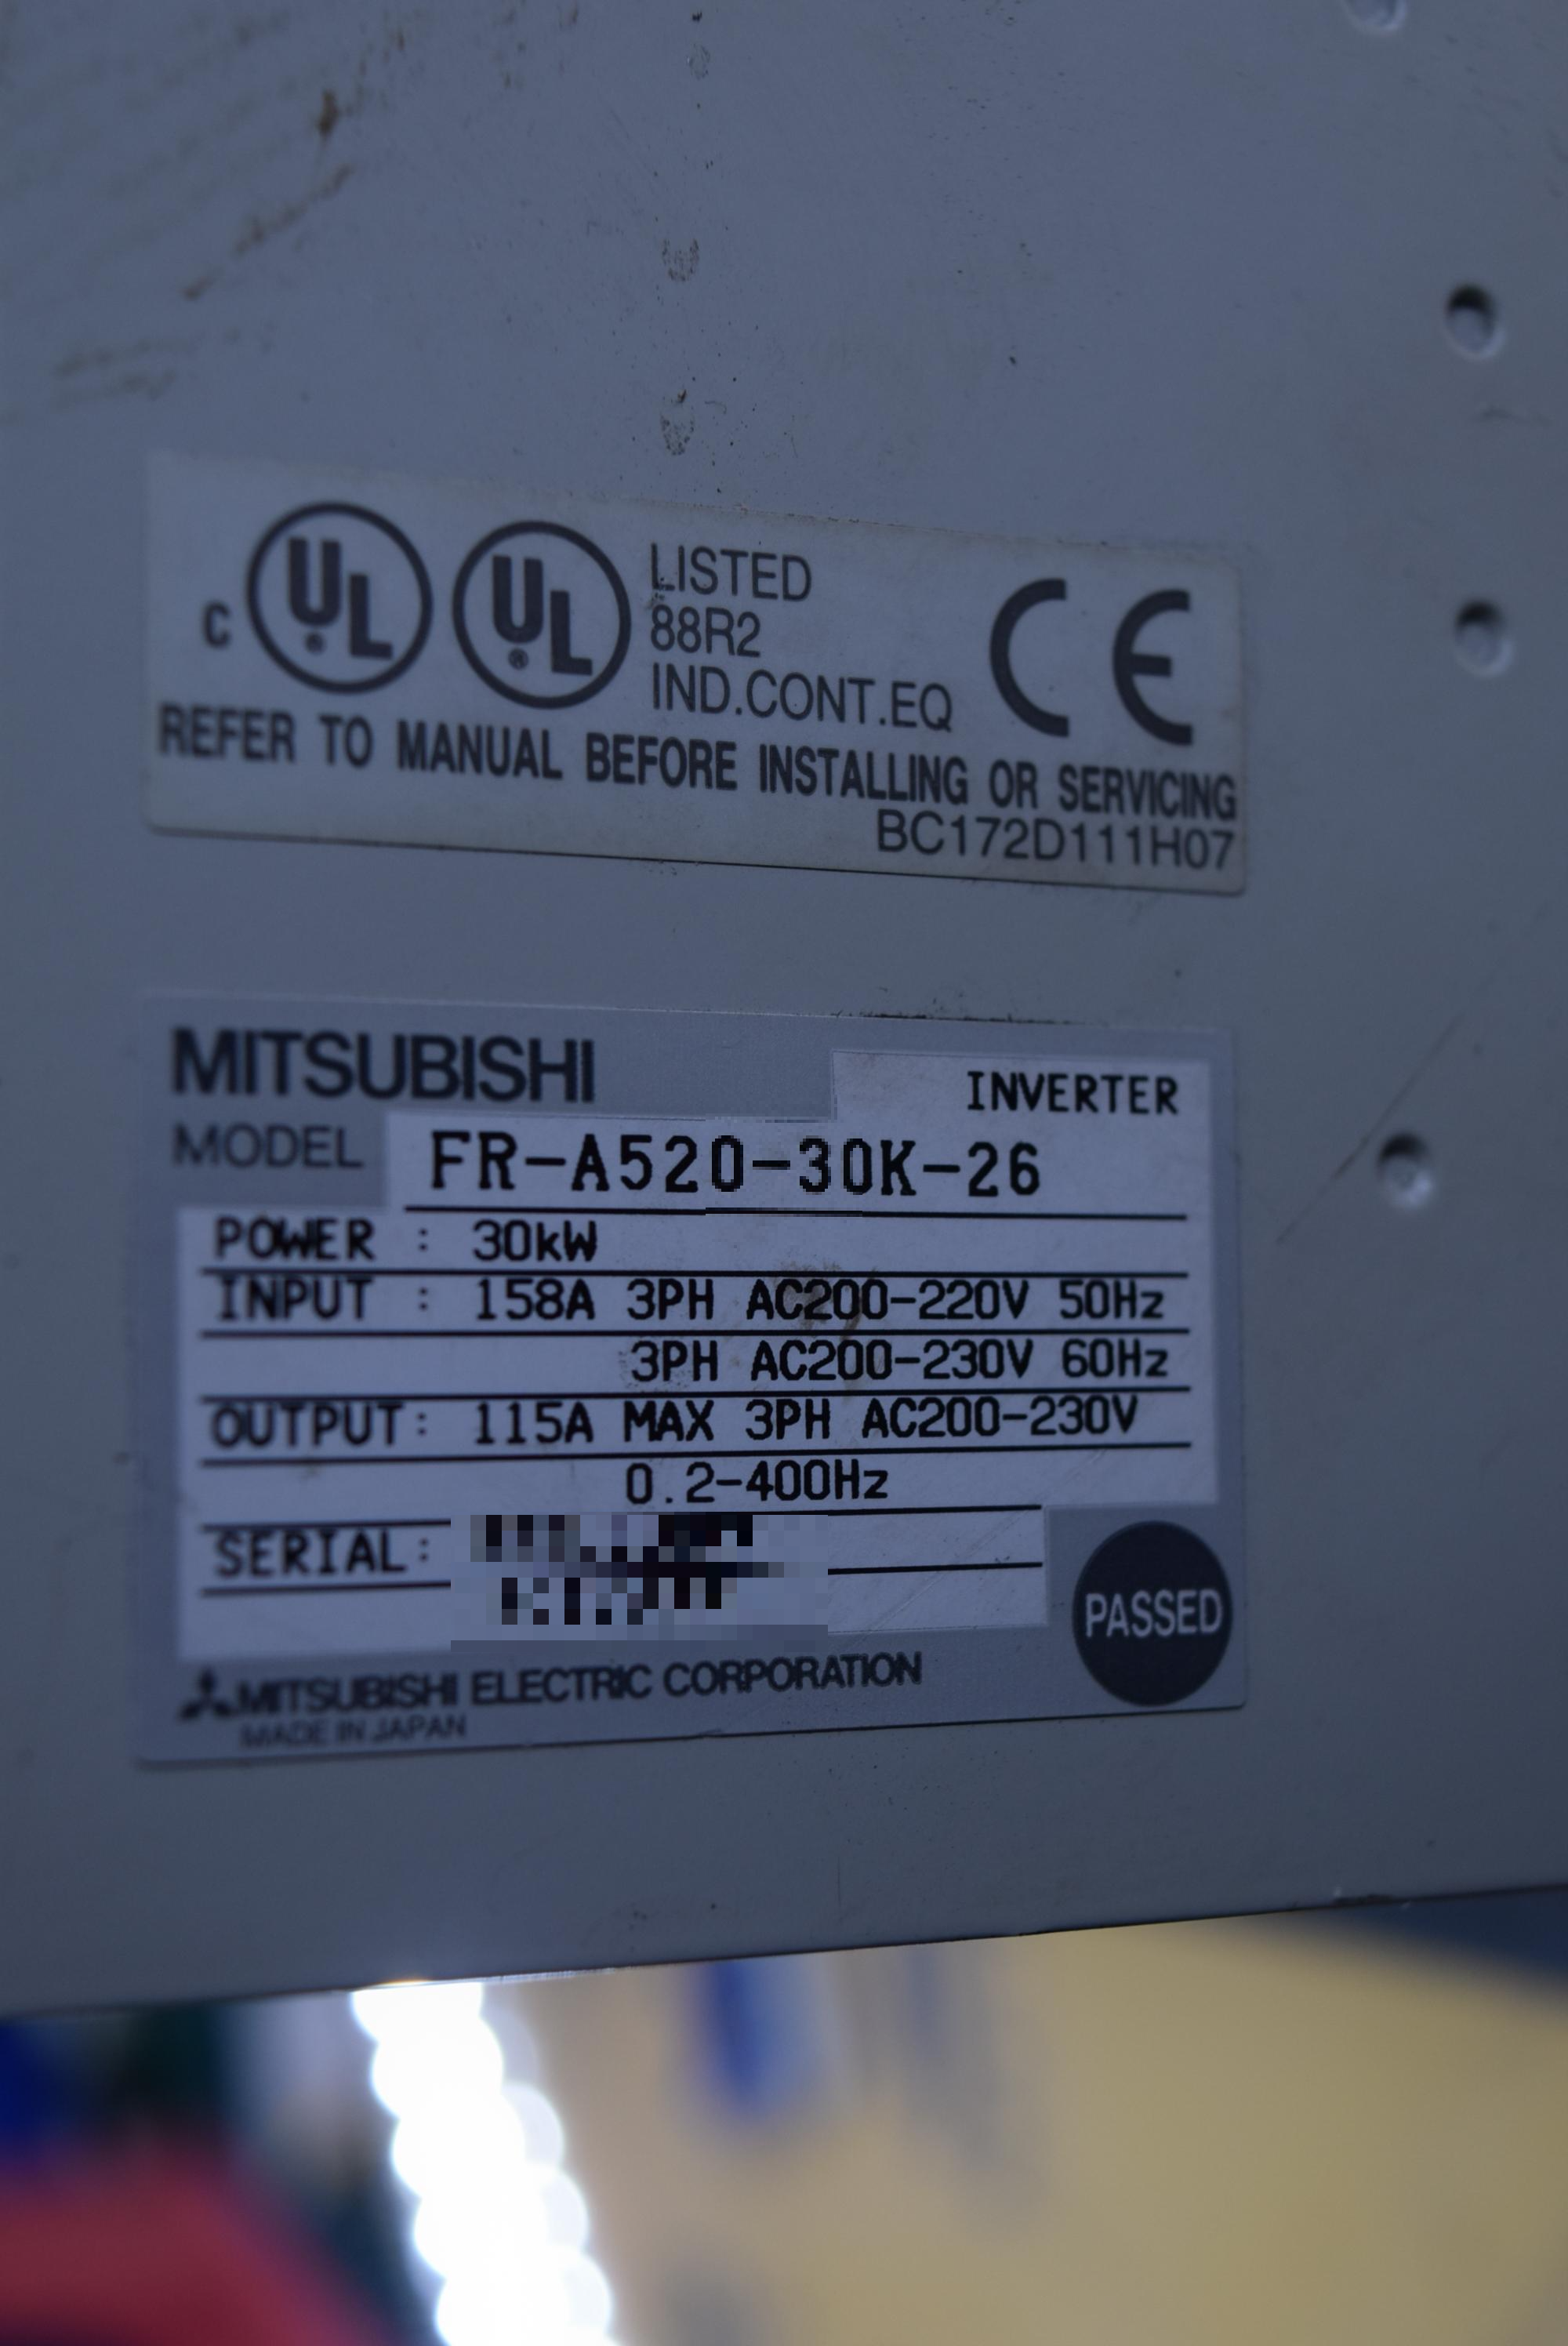 C UL® UL® LISTED CE
88R2
IND.CONT.EQ
REFER TO MANUAL BEFORE INSTALLING OR SERVICING
BC172D111H07
MITSUBISHI
INVERTER
MODEL FR-A520-30K-26
POWER : 30kW
INPUT : 158A 3PH AC200-220V 50Hz
3PH AC200-230V 60Hz
OUTPUT: 115A MAX 3PH AC200-230V
0.2-400Hz
SERIAL:
PASSED
MITSUBISHI ELECTRIC CORPORATION
MADE IN JAPAN